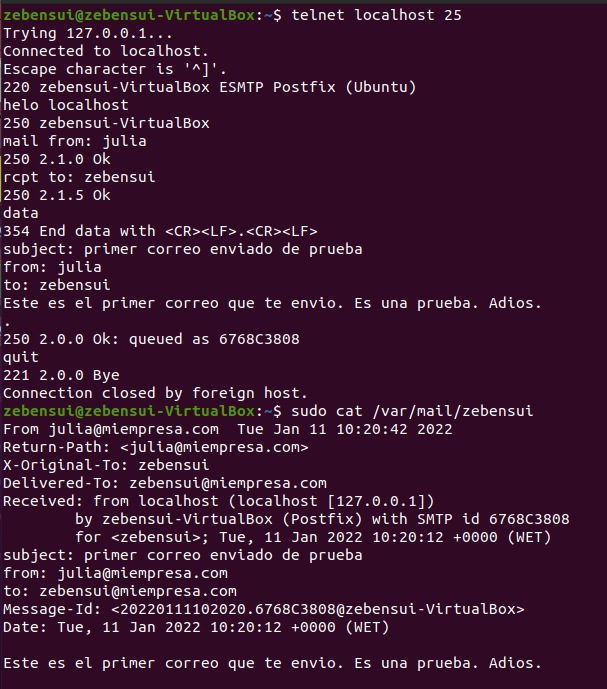 zebensui@zebensui-VirtualBox:~$ telnet localhost 25
Trying 127.0.0.1...
Connected to localhost.
Escape character is '^]'.
220 zebensui-VirtualBox ESMTP Postfix (Ubuntu)
helo localhost
250 zebensui-VirtualBox
mail from: julia
250 2.1.0 Ok
rcpt to: zebensui
250 2.1.5 Ok
data
354 End data with <CR><LF>.<CR><LF>
subject: primer correo enviado de prueba
from: julia
to: zebensui
Este es el primer correo que te envio. Es una prueba. Adios.
.
250 2.0.0 Ok: queued as 6768C3808
quit
221 2.0.0 Bye
Connection closed by foreign host.
zebensui@zebensui-VirtualBox:~$ sudo cat /var/mail/zebensui
From julia@miempresa.com  Tue Jan 11 10:20:42 2022
Return-Path: <julia@miempresa.com>
X-Original-To: zebensui
Delivered-To: zebensui@miempresa.com
Received: from localhost (localhost [127.0.0.1])
        by zebensui-VirtualBox (Postfix) with SMTP id 6768C3808
        for <zebensui>; Tue, 11 Jan 2022 10:20:12 +0000 (WET)
subject: primer correo enviado de prueba
from: julia@miempresa.com
to: zebensui@miempresa.com
Message-Id: <20220111102020.6768C3808@zebensui-VirtualBox>
Date: Tue, 11 Jan 2022 10:20:12 +0000 (WET)

Este es el primer correo que te envio. Es una prueba. Adios.